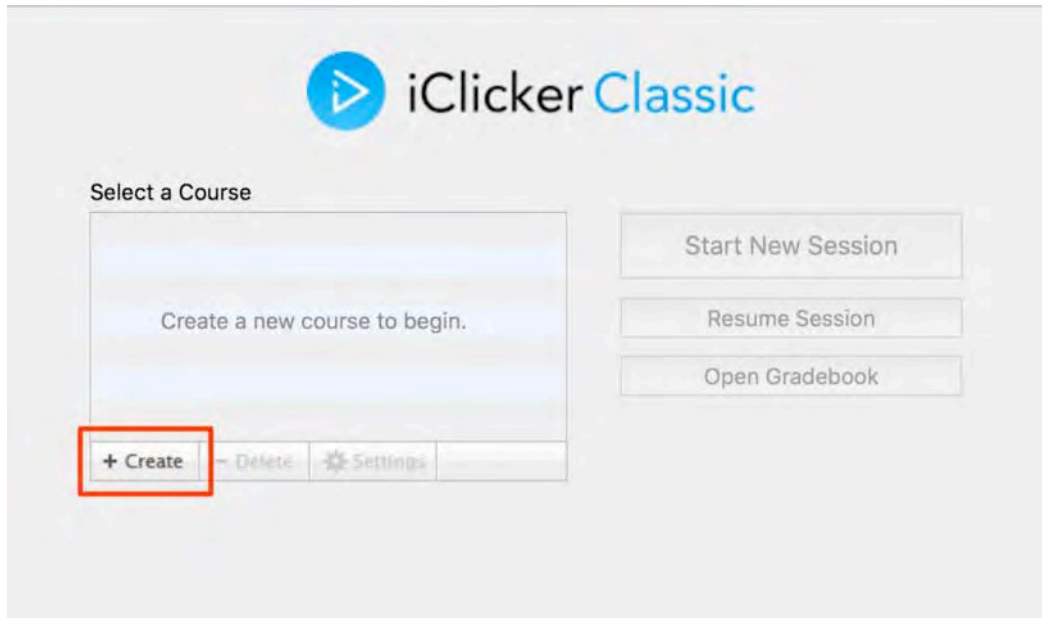 iClicker Classic
Select a Course
Create a new course to begin.
+ Create
- Delete
Settings
Start New Session
Resume Session
Open Gradebook